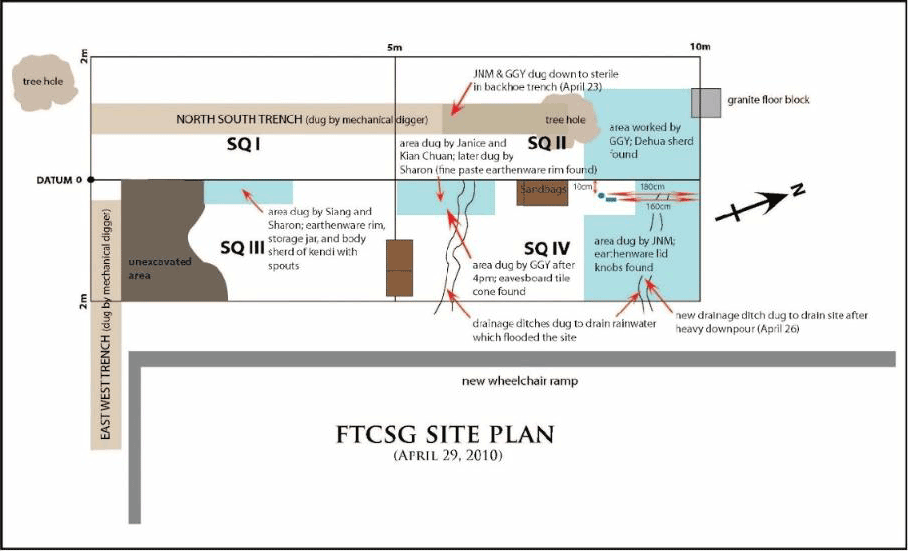 2m
5m
10m
tree hole
JNM & GGY dug down to sterile
in backhoe trench (April 23)
granite floor block
NORTH SOUTH TRENCH (dug by mechanical digger)
tree hole
SQ I
SQ II
area worked by
GGY; Dehua sherd
found
area dug by Janice and
Kian Chuan; later dug by
Sharon (fine paste earthenware rim found)
DATUM 0
Sandbags
10cm
180cm
160cm
N
area dug by Siang and
Sharon; earthenware rim,
storage jar, and body
sherd of kendi with
spouts
SQ III
SQ IV
unexcavated
area
area dug by JNM;
earthenware lid
knobs found
area dug by GGY after
4pm; eavesboard tile
cone found
2m
EAST WEST TRENCH (dug by mechanical digger)
drainage ditches dug to drain rainwater
which flooded the site
new drainage ditch dug to drain site after
heavy downpour (April 26)
new wheelchair ramp
FTCSG SITE PLAN
(APRIL 29, 2010)